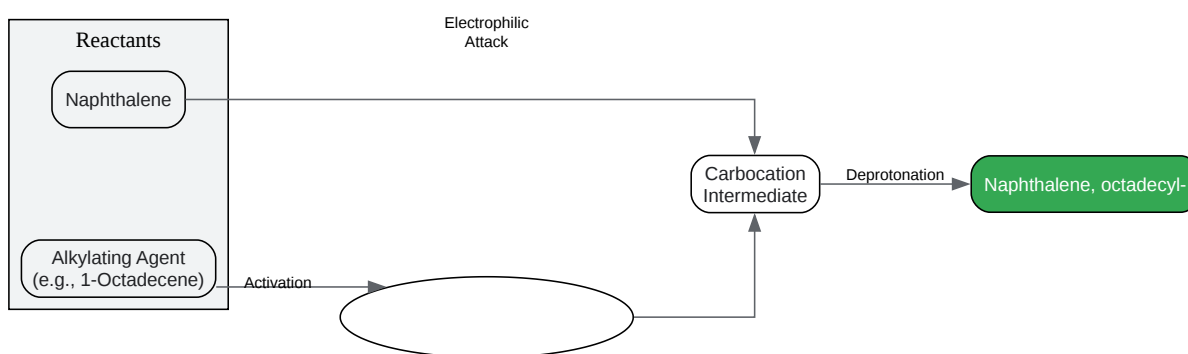 Electrophilic
Attack
Reactants
Naphthalene
Carbocation
Intermediate
Deprotonation
Naphthalene, octadecyl-
Alkylating Agent
(e.g., 1-Octadecene)
Activation